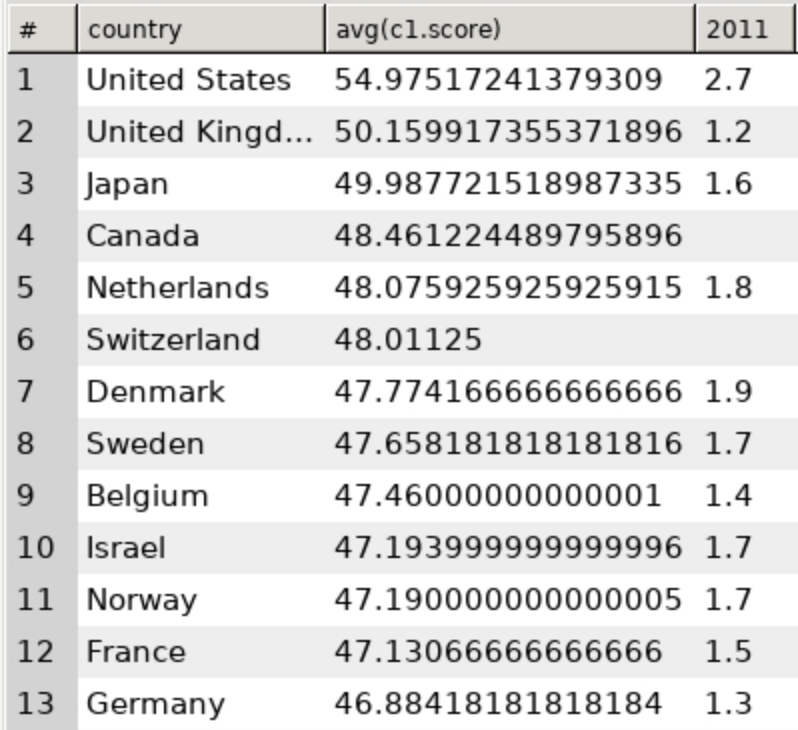 # country avg(c1.score) 2011
1 United States 54.97517241379309 2.7
2 United Kingd... 50.159917355371896 1.2
3 Japan 49.987721518987335 1.6
4 Canada 48.461224489795896
5 Netherlands 48.075925925925915 1.8
6 Switzerland 48.01125
7 Denmark 47.774166666666666 1.9
8 Sweden 47.658181818181816 1.7
9 Belgium 47.46000000000001 1.4
10 Israel 47.193999999999996 1.7
11 Norway 47.190000000000005 1.7
12 France 47.13066666666666 1.5
13 Germany 46.88418181818184 1.3